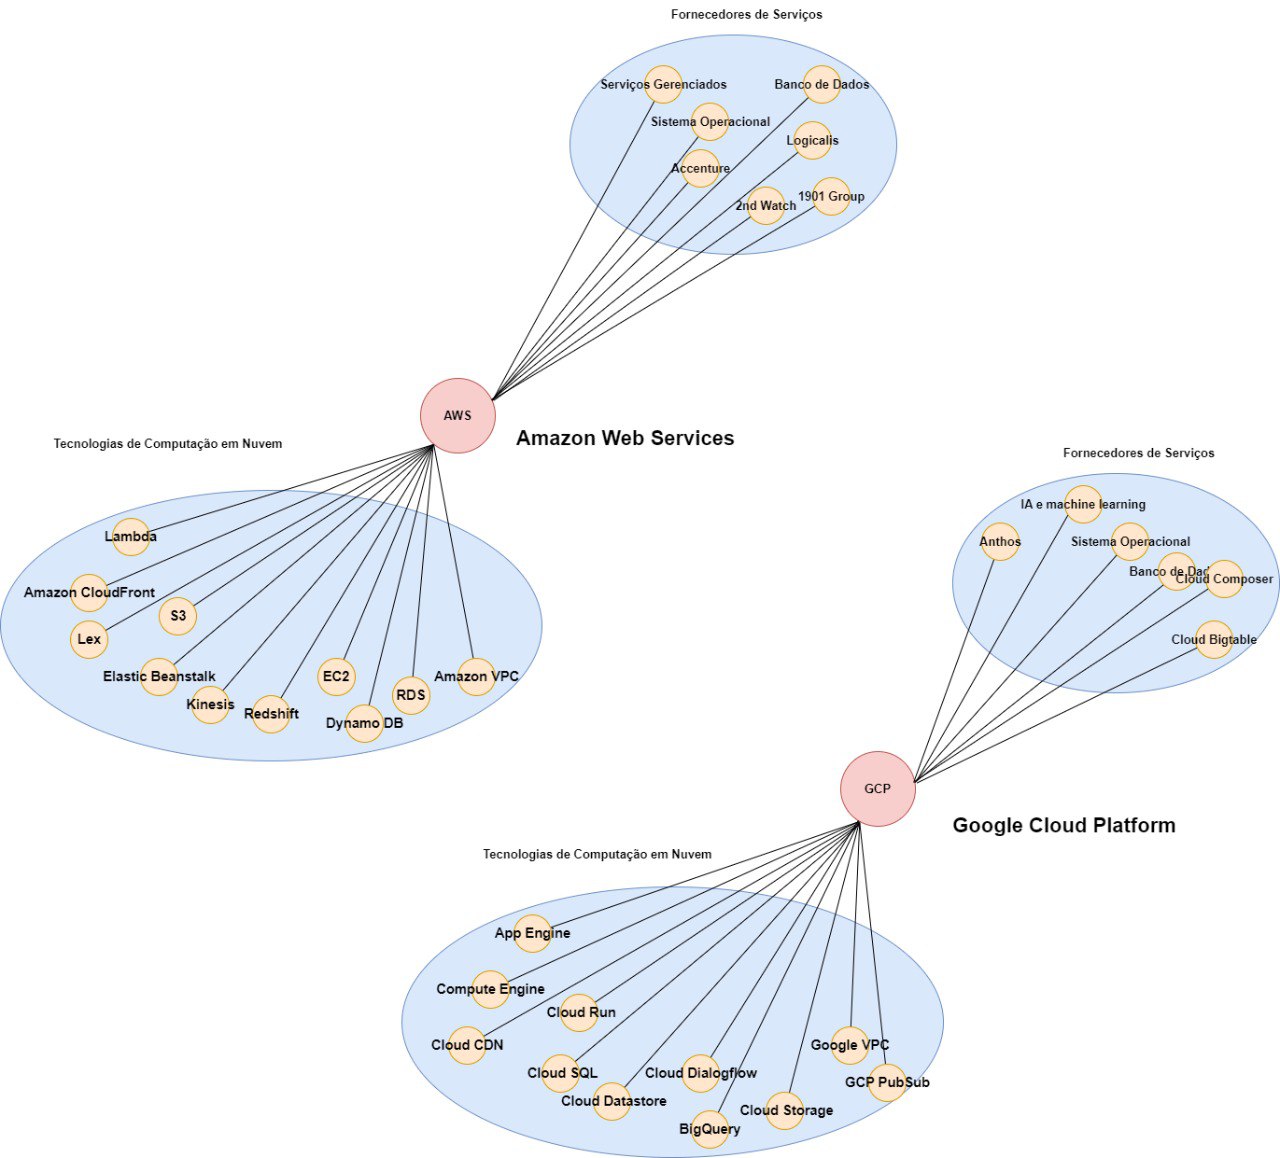 Fornecedores de Serviços
Serviços Gerenciados
Banco de Dados
Sistema Operacional
Logicalis
Accenture
2nd Watch
1901 Group
AWS
Amazon Web Services
Tecnologias de Computação em Nuvem
Lambda
Amazon CloudFront
S3
Lex
Elastic Beanstalk
EC2
Amazon VPC
Kinesis
RDS
Redshift
Dynamo DB
Fornecedores de Serviços
IA e machine learning
Anthos
Sistema Operacional
Banco de Dad
Cloud Composer
Cloud Bigtable
GCP
Google Cloud Platform
Tecnologias de Computação em Nuvem
App Engine
Compute Engine
Cloud Run
Cloud CDN
Google VPC
Cloud SQL
Cloud Dialogflow
GCP PubSub
Cloud Datastore
Cloud Storage
BigQuery